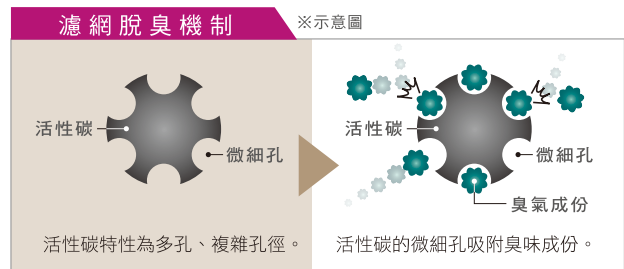 濾網脫臭機制
※示意圖
活性碳
微細孔
活性碳特性為多孔、複雜孔徑。
活性碳
微細孔
臭氣成份
活性碳的微細孔吸附臭味成份。